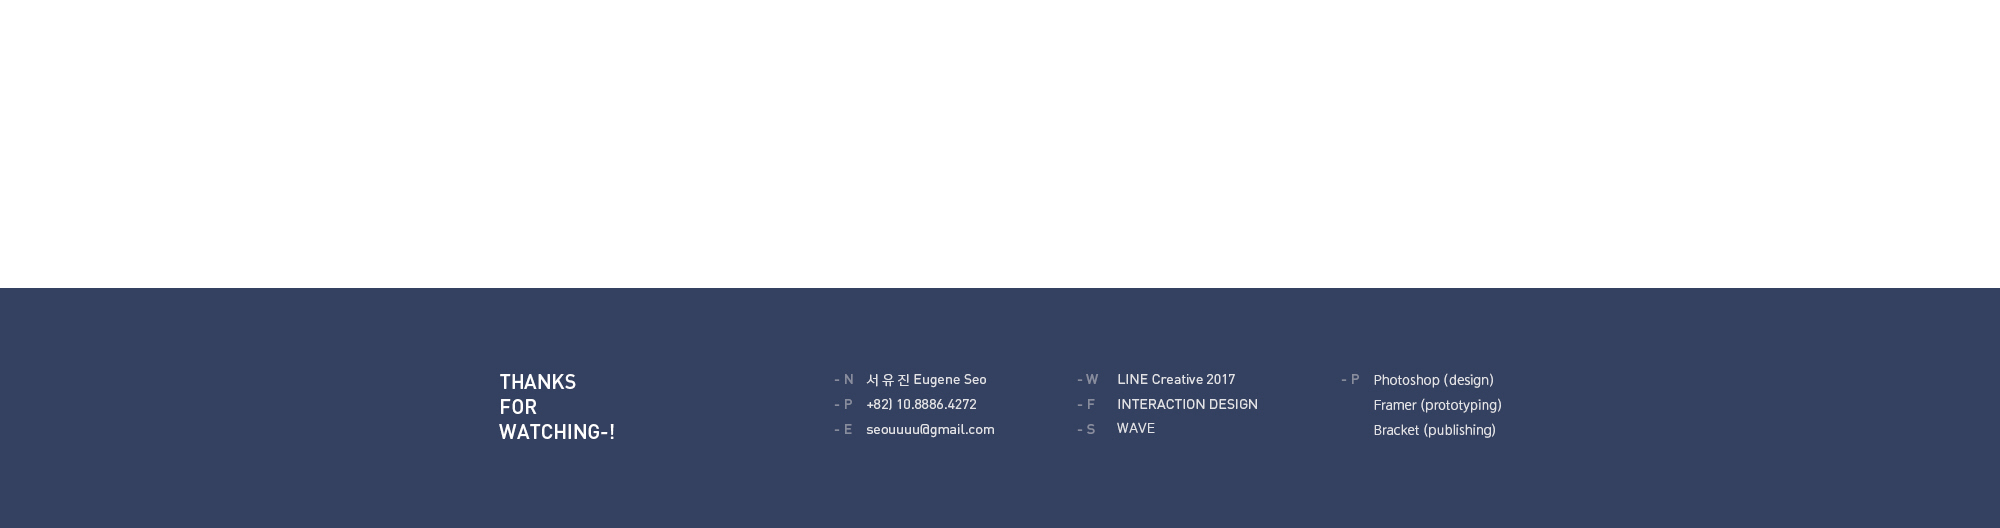 THANKS
FOR
WATCHING-!
- N 서 유 진 Eugene Seo
- P +82) 10.8886.4272
- E seouuuu@gmail.com
- W LINE Creative 2017
- F INTERACTION DESIGN
- S WAVE
- P Photoshop (design)
Framer (prototyping)
Bracket (publishing)